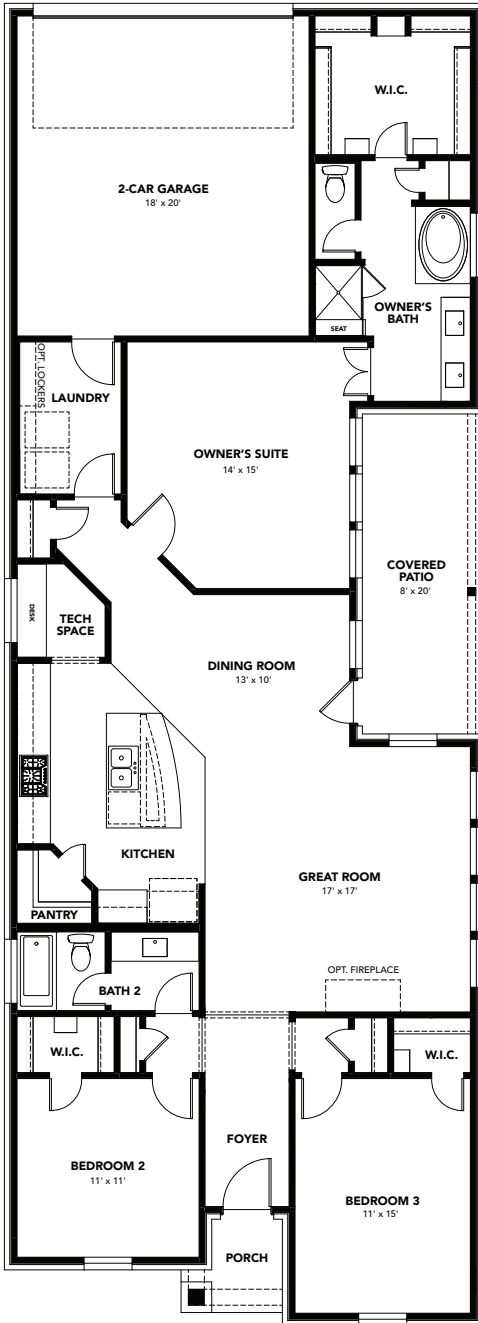 W.I.C.
2-CAR GARAGE
18' x 20'
OWNER'S
BATH
SEAT
OPT. LOCKERS
LAUNDRY
OWNER'S SUITE
14' x 15'
COVERED
PATIO
8' x 20'
DESK
TECH
SPACE
DINING ROOM
13' x 10'
KITCHEN
GREAT ROOM
17' x 17'
PANTRY
OPT. FIREPLACE
BATH 2
W.I.C.
W.I.C.
FOYER
BEDROOM 2
11' x 11'
BEDROOM 3
11' x 15'
PORCH